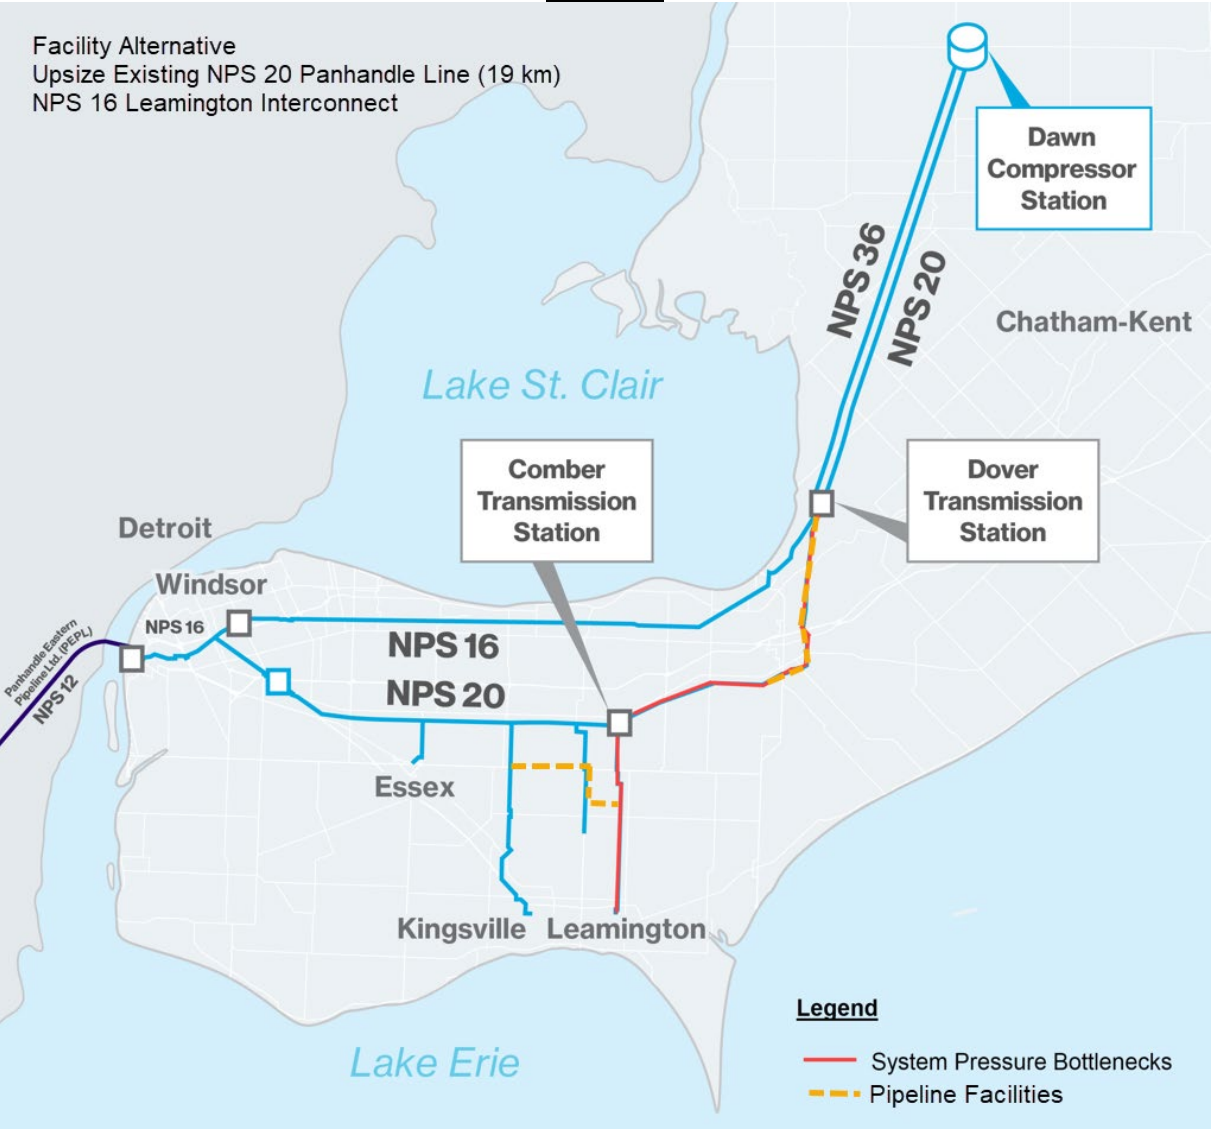 Facility Alternative
Upsize Existing NPS 20 Panhandle Line (19 km)
NPS 16 Leamington Interconnect
Dawn
Compressor
Station
NPS 36
NPS 20
Chatham-Kent
Lake St. Clair
Comber
Transmission
Station
Dover
Transmission
Station
Detroit
Windsor
NPS 16
Panhandle Eastern
Pipeline Ltd. (PEPL)
NPS 12
NPS 16
NPS 20
Essex
Kingsville
Leamington
Lake Erie
Legend
System Pressure Bottlenecks
Pipeline Facilities